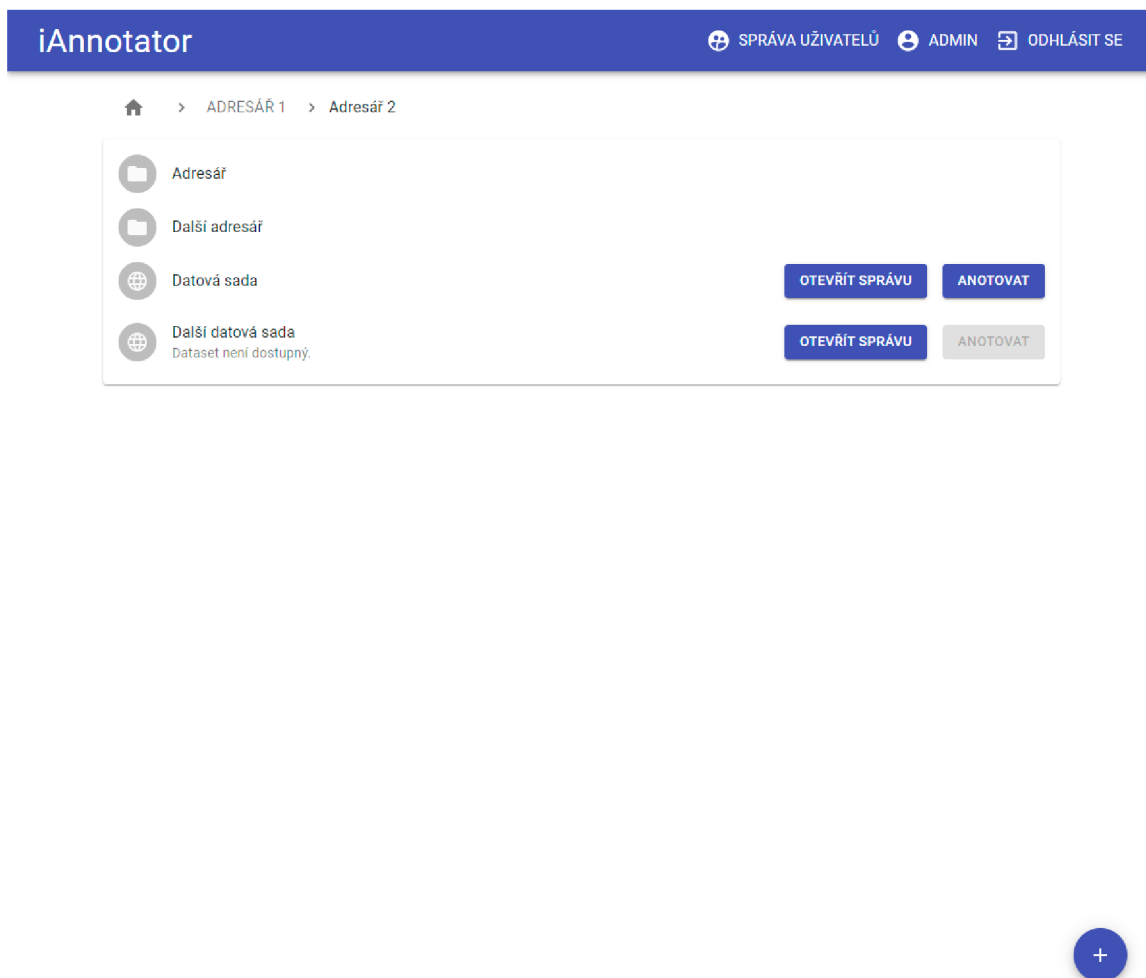 iAnnotator SPRÁVA UŽIVATELŮ ADMIN ODHLÁSIT SE
> ADRESÁŘ 1 > Adresář 2
Adresář
Další adresář
Datová sada OTEVŘÍT SPRÁVU ANOTOVAT
Další datová sada
Dataset není dostupný. OTEVŘÍT SPRÁVU ANOTOVAT
+